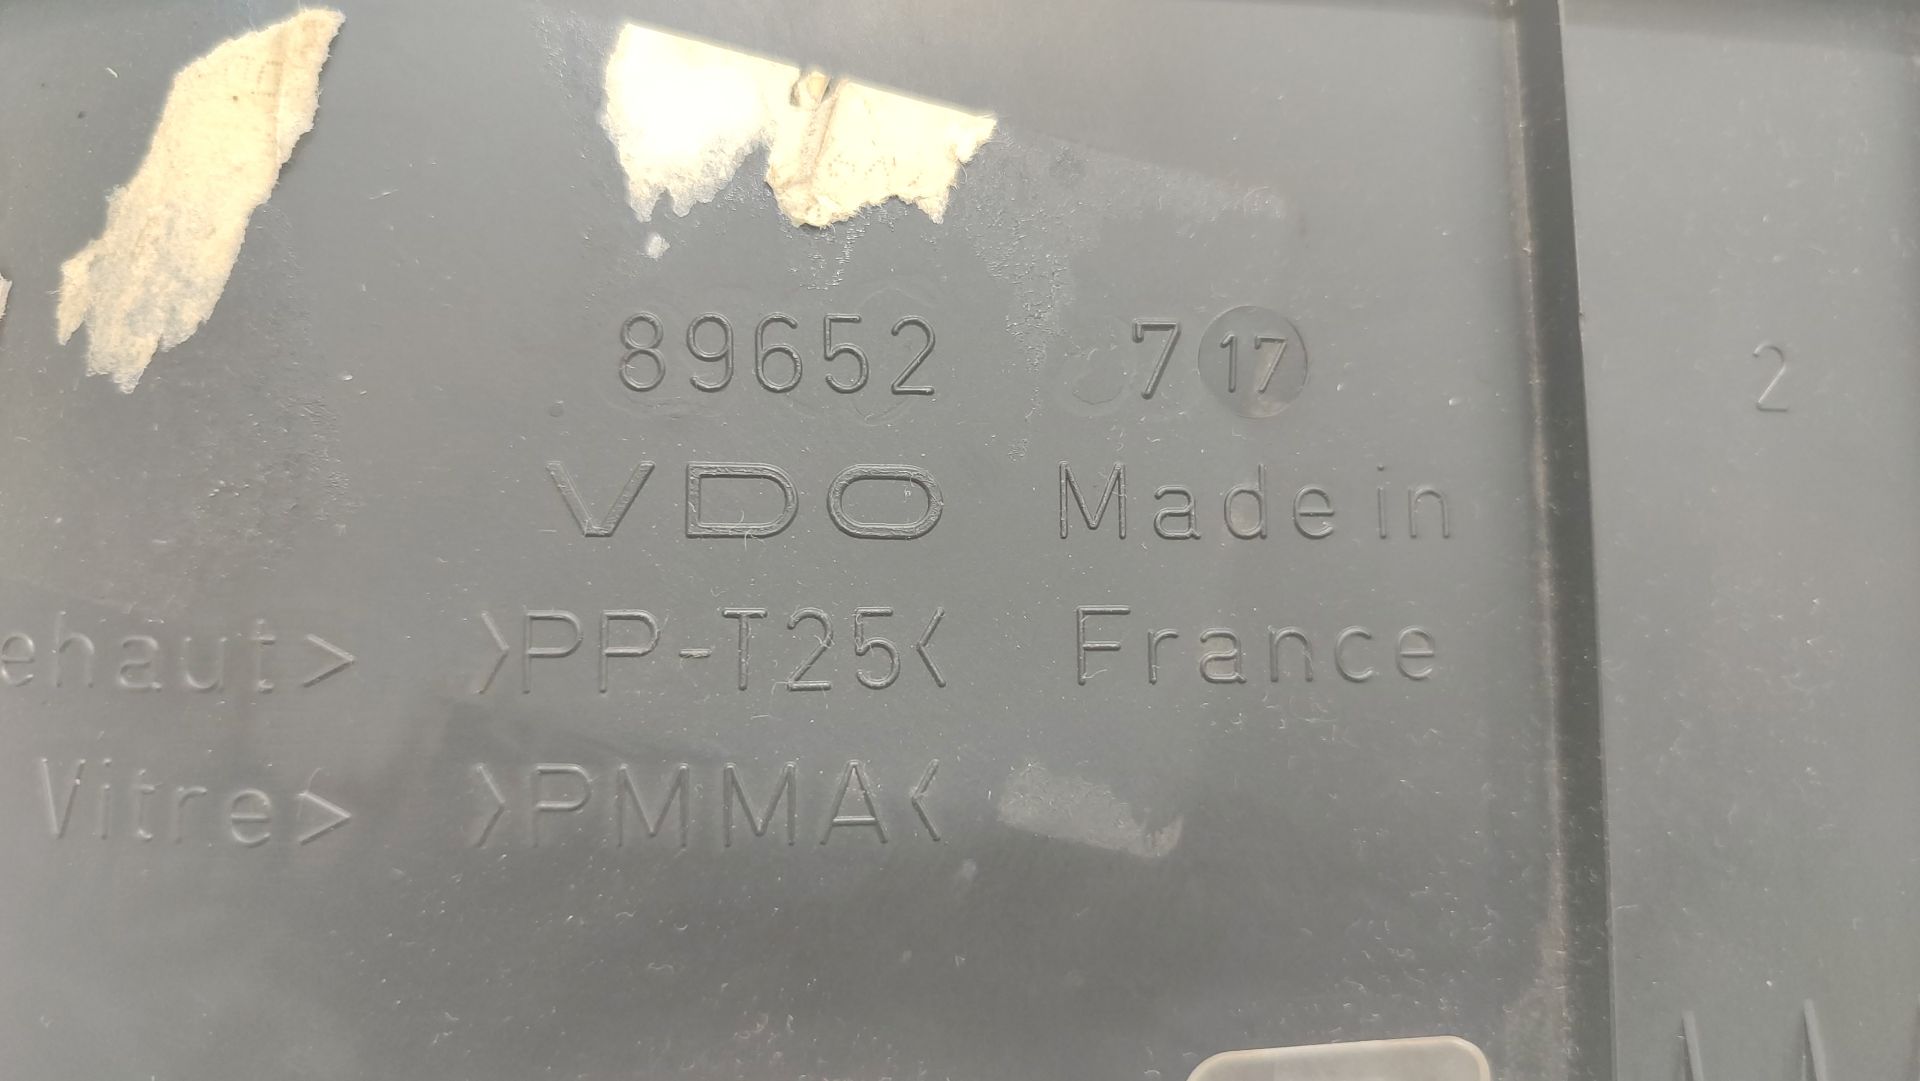 89652 7 17
2
VDO Made in
ehaut> >PP-T25< France
Vitre> >PMMA<